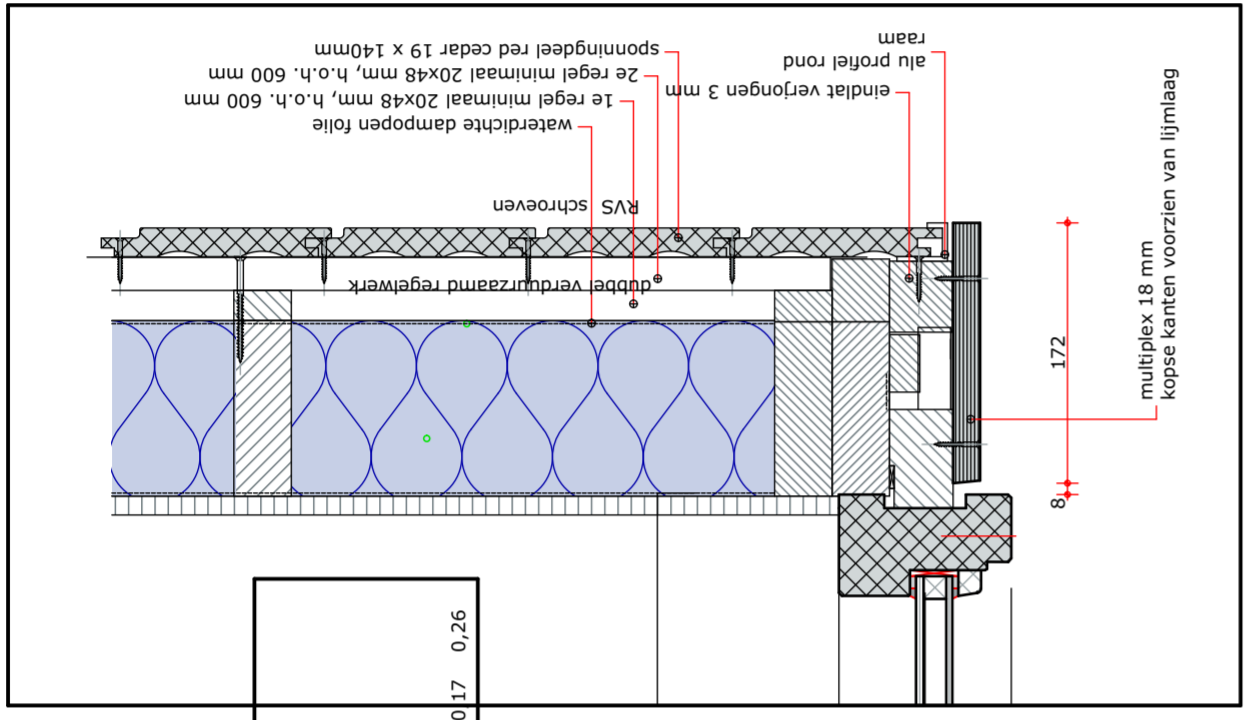 sponningdeel red cedar 19 x 140mm
2e regel minimaal 20x48 mm, h.o.h. 600 mm
1e regel minimaal 20x48 mm, h.o.h. 600 mm
waterdichte dampopen folie
raam
alu profiel rond
eindlat verjongen 3 mm
RVS schroeven
dubbel verduurzaamd regelwerk
multiplex 18 mm
kopse kanten voorzien van lijmlaag
172
8
0,17 0,26